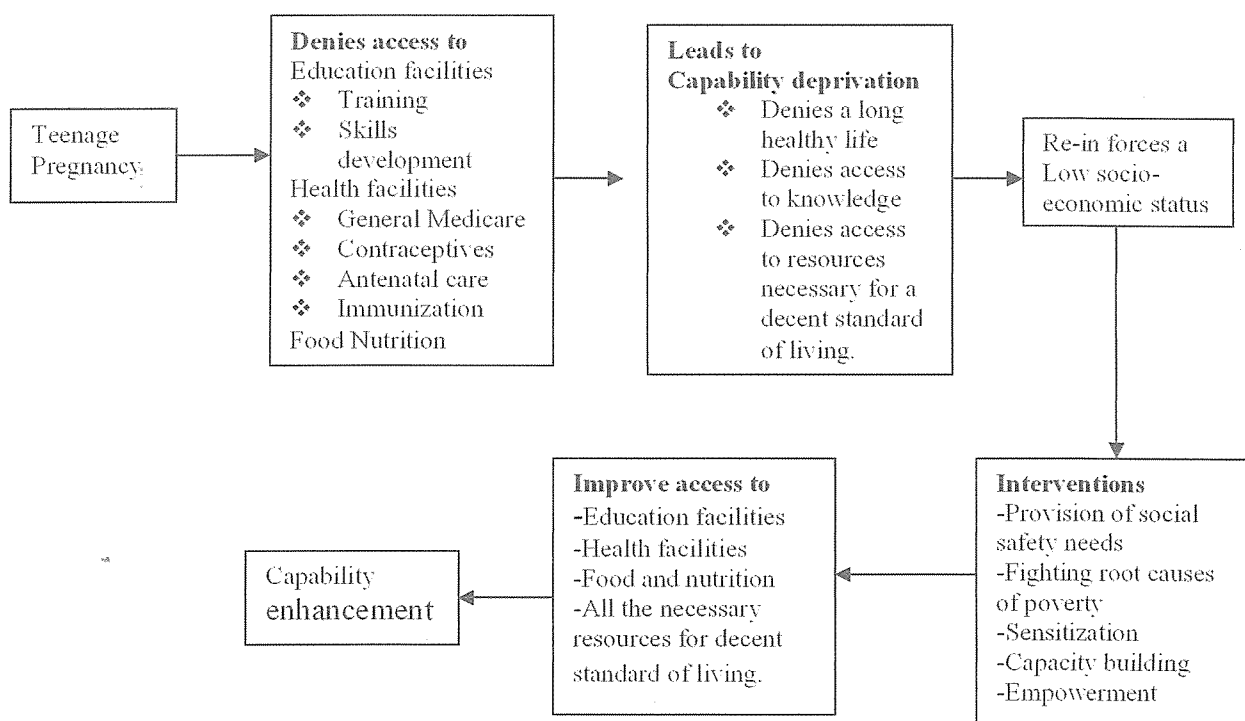 Teenage
Pregnancy
Denies access to
Education facilities
❖ Training
❖ Skills
development
Health facilities
❖ General Medicare
❖ Contraceptives
❖ Antenatal care
❖ Immunization
Food Nutrition
Leads to
Capability deprivation
❖ Denies a long
healthy life
❖ Denies access
to knowledge
❖ Denies access
to resources
necessary for a
decent standard
of living.
Re-in forces a
Low socio-
economic status
Interventions
-Provision of social
safety needs
-Fighting root causes
of poverty
-Sensitization
-Capacity building
-Empowerment
Improve access to
-Education facilities
-Health facilities
-Food and nutrition
-All the necessary
resources for decent
standard of living.
Capability
enhancement